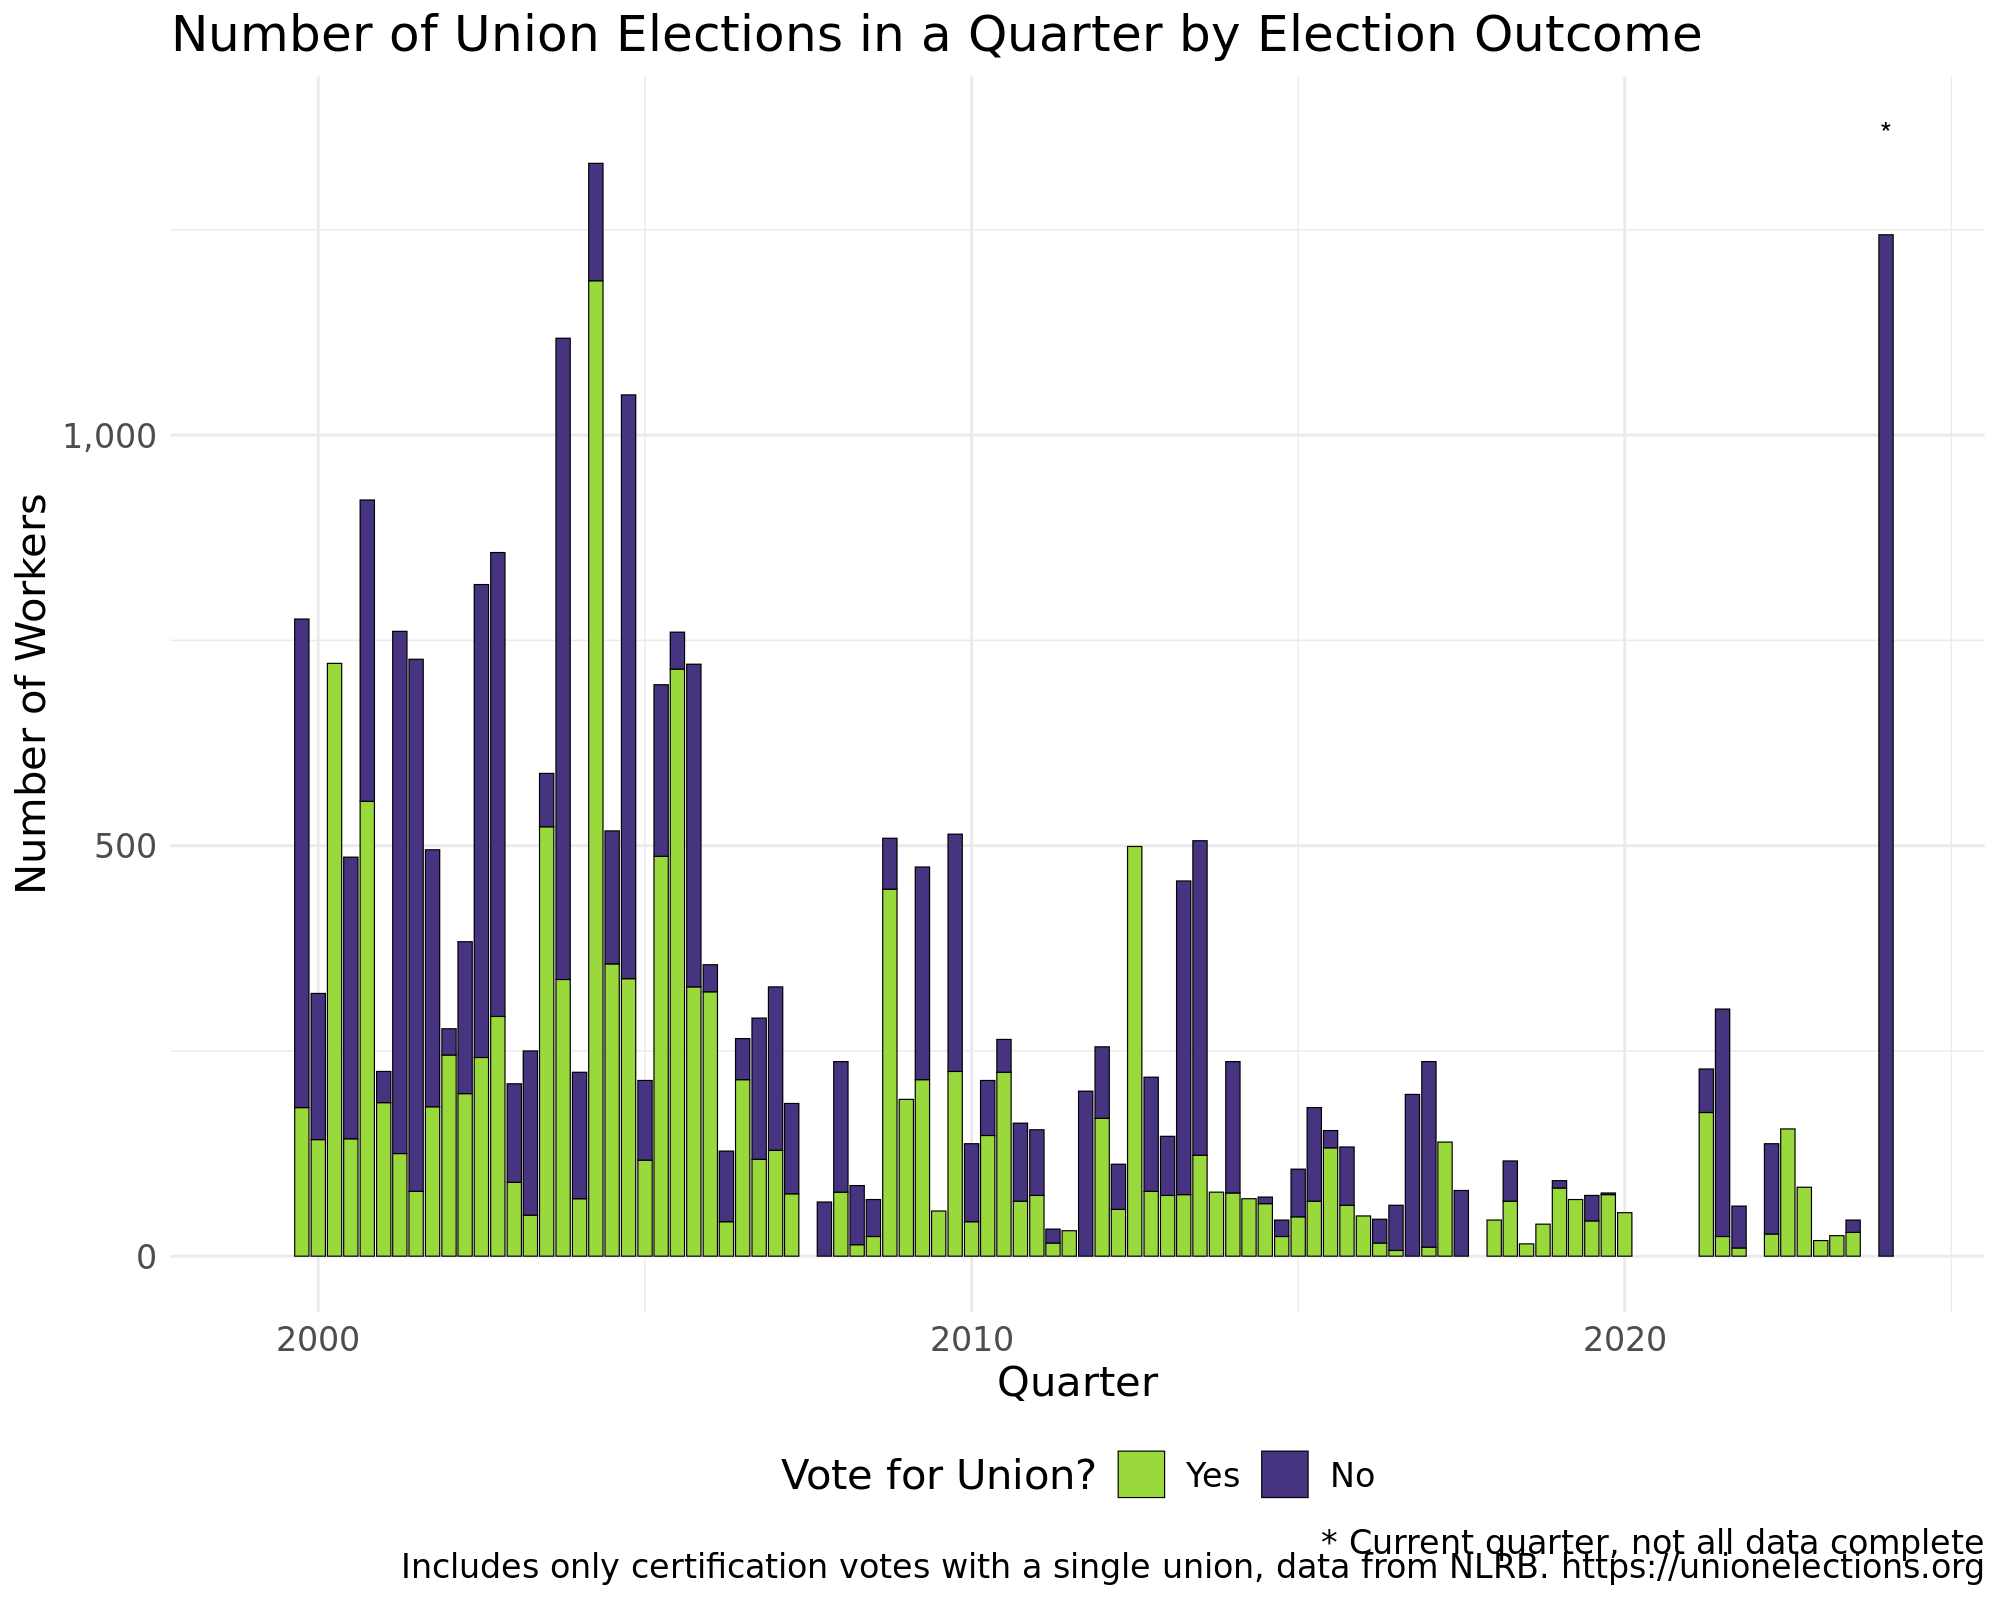 Number of Union Elections in a Quarter by Election Outcome
*
1,000
500
0
Number of Workers
2000 2010 2020
Quarter
Vote for Union? Yes No
* Current quarter, not all data complete
Includes only certification votes with a single union, data from NLRB. https://unionelections.org